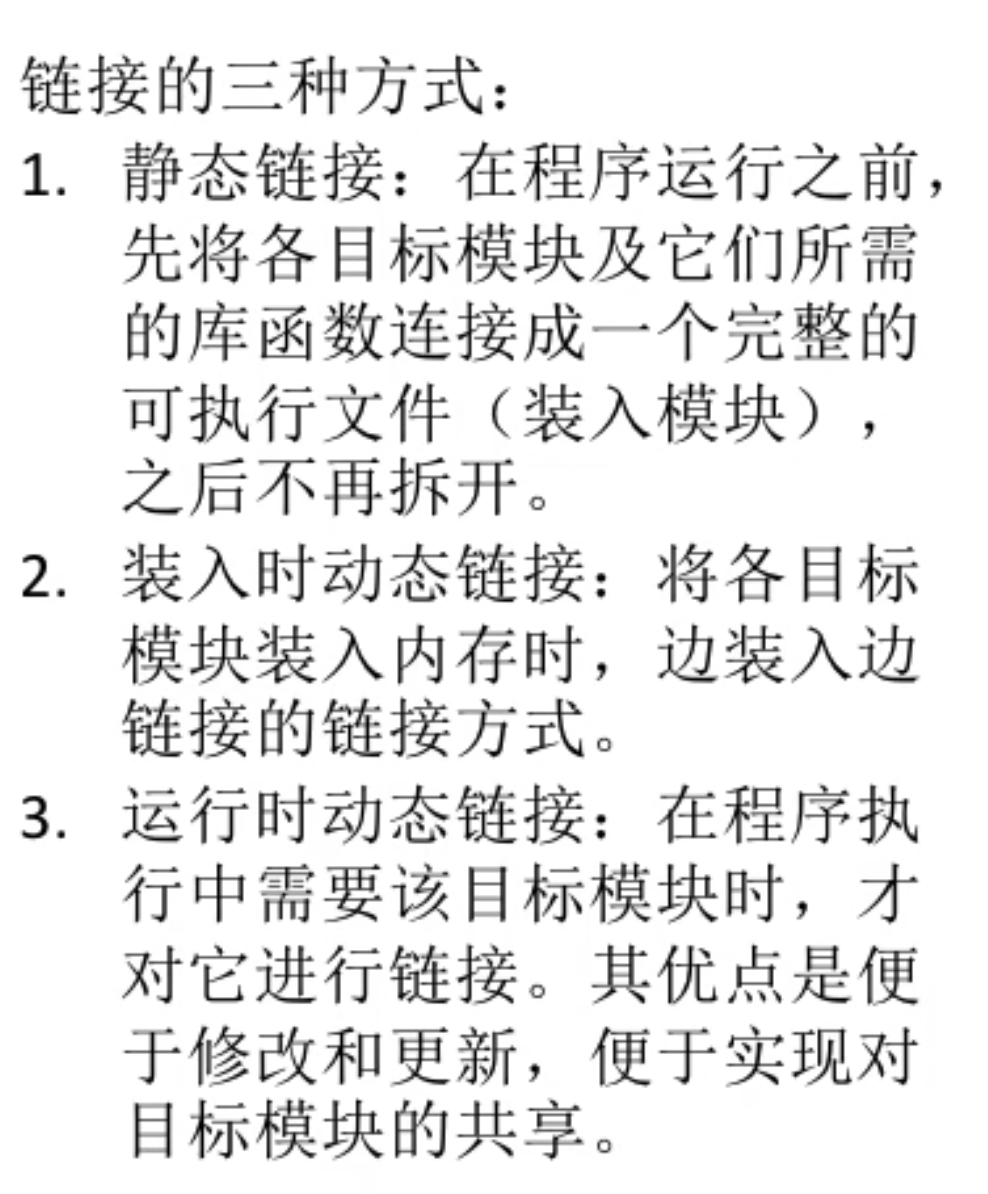 链接的三种方式：
1. 静态链接：在程序运行之前，
先将各目标模块及它们所需
的库函数连接成一个完整的
可执行文件（装入模块），
之后不再拆开。
2. 装入时动态链接：将各目标
模块装入内存时，边装入边
链接的链接方式。
3. 运行时动态链接：在程序执
行中需要该目标模块时，才
对它进行链接。其优点是便
于修改和更新，便于实现对
目标模块的共享。